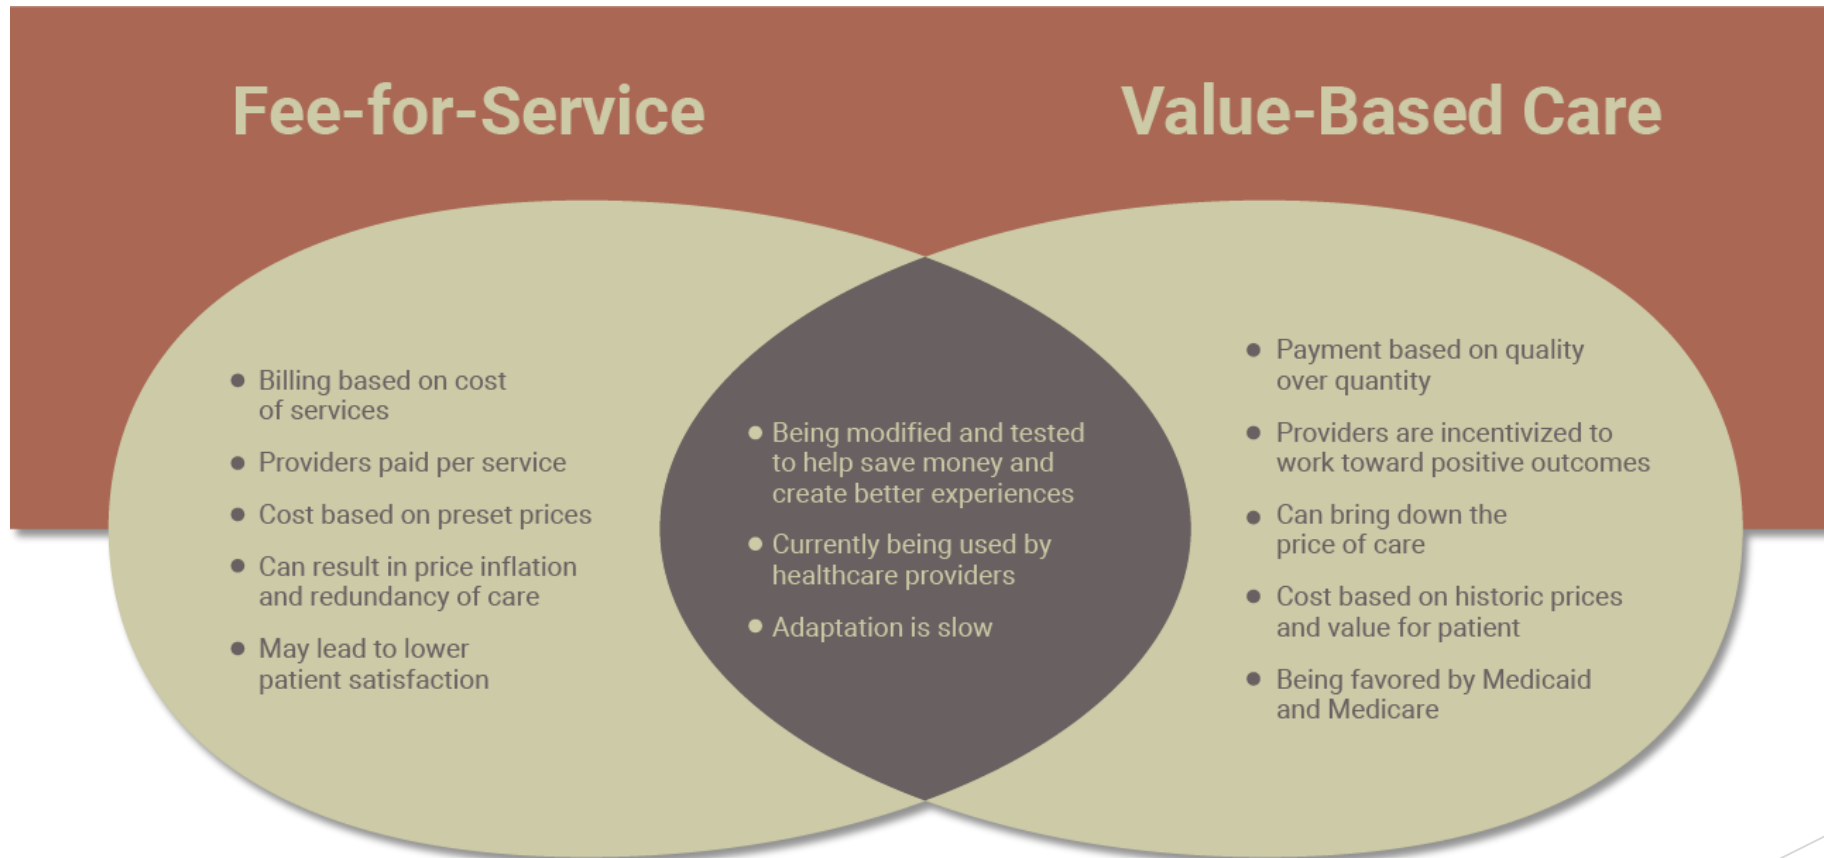 Fee-for-Service
Value-Based Care
● Billing based on cost
of services
● Providers paid per service
● Cost based on preset prices
● Can result in price inflation
and redundancy of care
● May lead to lower
patient satisfaction
● Being modified and tested
to help save money and
create better experiences
● Currently being used by
healthcare providers
● Adaptation is slow
● Payment based on quality
over quantity
● Providers are incentivized to
work toward positive outcomes
● Can bring down the
price of care
● Cost based on historic prices
and value for patient
● Being favored by Medicaid
and Medicare